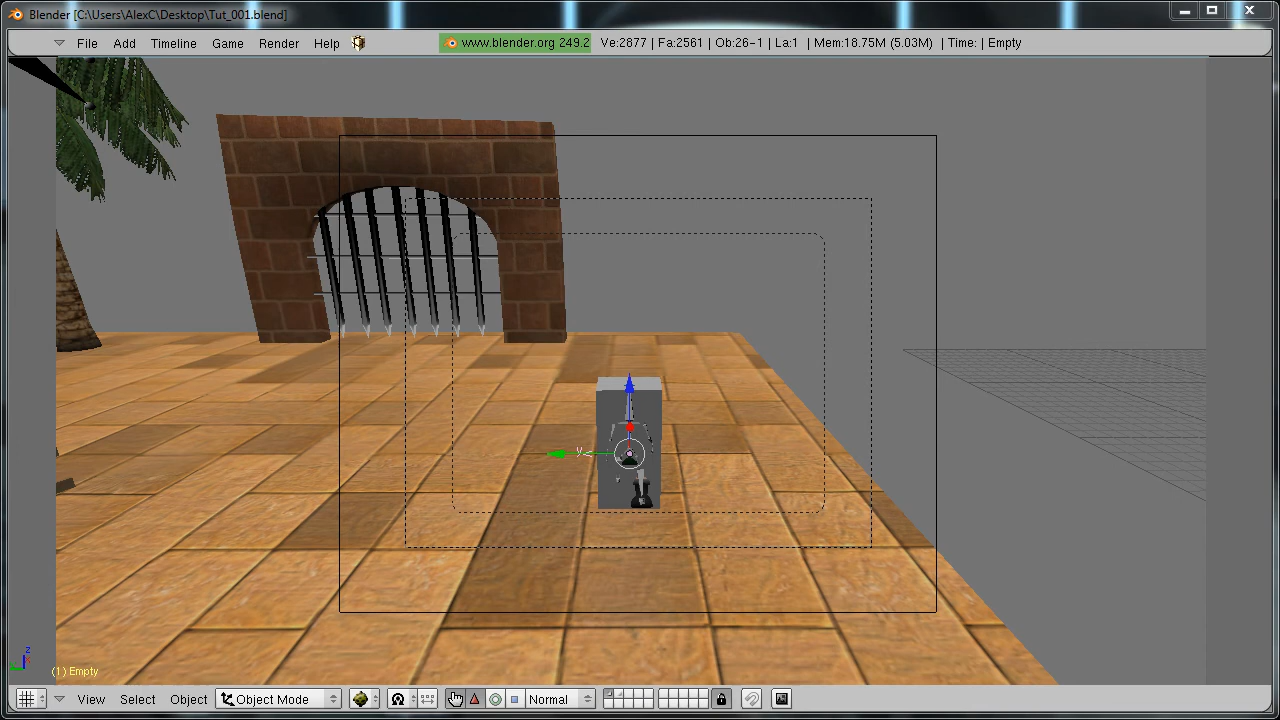 Blender [C:\Users\AlexC\Desktop\Tut_001.blend]
File Add Timeline Game Render Help www.blender.org 249.2 Ve:2877 | Fa:2561 | Ob:26-1 | La:1 | Mem:18.75M (5.03M) | Time: | Empty
y
z
x
(1) Empty
View Select Object Object Mode Normal